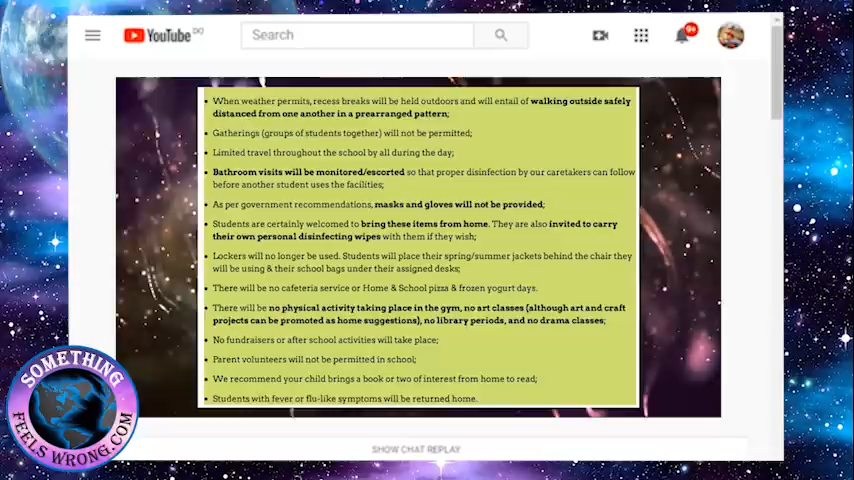 YouTube
Search
9+
When weather permits, recess breaks will be held outdoors and will entail of walking outside safely
distanced from one another in a prearranged pattern;
Gatherings (groups of students together) will not be permitted;
Limited travel throughout the school by all during the day;
Bathroom visits will be monitored/escorted so that proper disinfection by our caretakers can follow
before another student uses the facilities;
As per government recommendations, masks and gloves will not be provided;
Students are certainly welcomed to bring these items from home. They are also invited to carry
their own personal disinfecting wipes with them if they wish;
Lockers will no longer be used. Students will place their spring/summer jackets behind the chair they
will be using & their school bags under their assigned desks;
There will be no cafeteria service or Home & School pizza & frozen yogurt days.
There will be no physical activity taking place in the gym, no art classes (although art and craft
projects can be promoted as home suggestions), no library periods, and no drama classes;
No fundraisers or after school activities will take place;
Parent volunteers will not be permitted in school;
We recommend your child brings a book or two of interest from home to read;
Students with fever or flu-like symptoms will be returned home.
SHOW CHAT REPLAY
SOMETHING
FEELS WRONG.COM